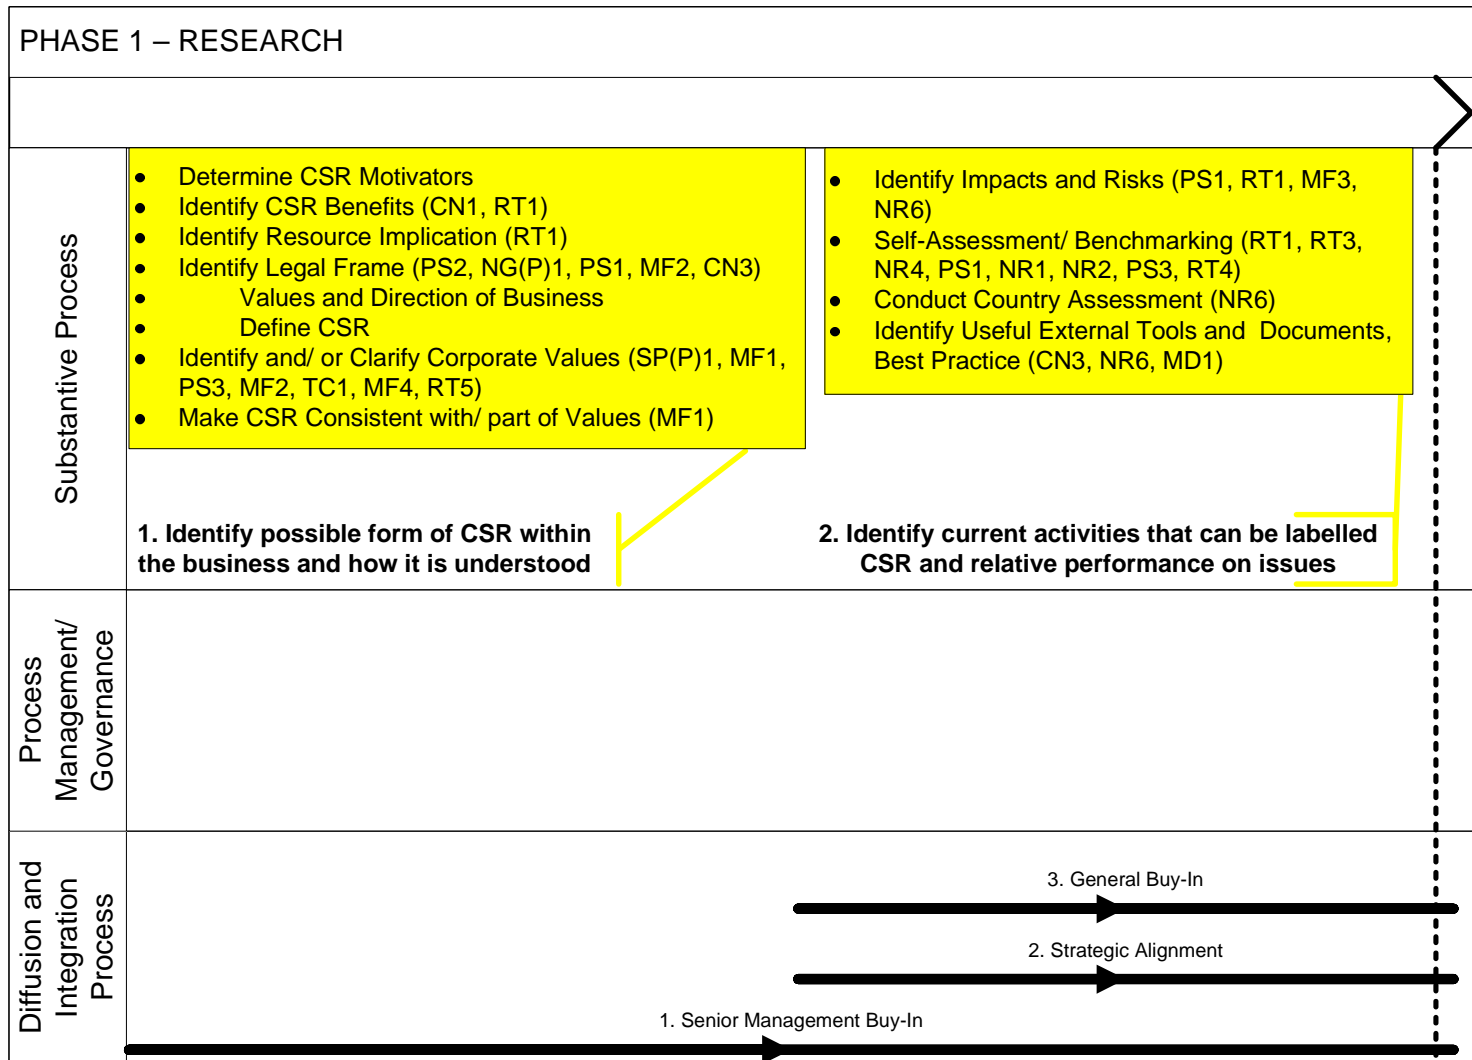 PHASE 1 – RESEARCH
Substantive Process
• Determine CSR Motivators
• Identify CSR Benefits (CN1, RT1)
• Identify Resource Implication (RT1)
• Identify Legal Frame (PS2, NG(P)1, PS1, MF2, CN3)
• Values and Direction of Business
• Define CSR
• Identify and/ or Clarify Corporate Values (SP(P)1, MF1,
PS3, MF2, TC1, MF4, RT5)
• Make CSR Consistent with/ part of Values (MF1)
• Identify Impacts and Risks (PS1, RT1, MF3,
NR6)
• Self-Assessment/ Benchmarking (RT1, RT3,
NR4, PS1, NR1, NR2, PS3, RT4)
• Conduct Country Assessment (NR6)
• Identify Useful External Tools and Documents,
Best Practice (CN3, NR6, MD1)
1. Identify possible form of CSR within
the business and how it is understood
2. Identify current activities that can be labelled
CSR and relative performance on issues
Process
Management/
Governance
Diffusion and
Integration
Process
3. General Buy-In
2. Strategic Alignment
1. Senior Management Buy-In